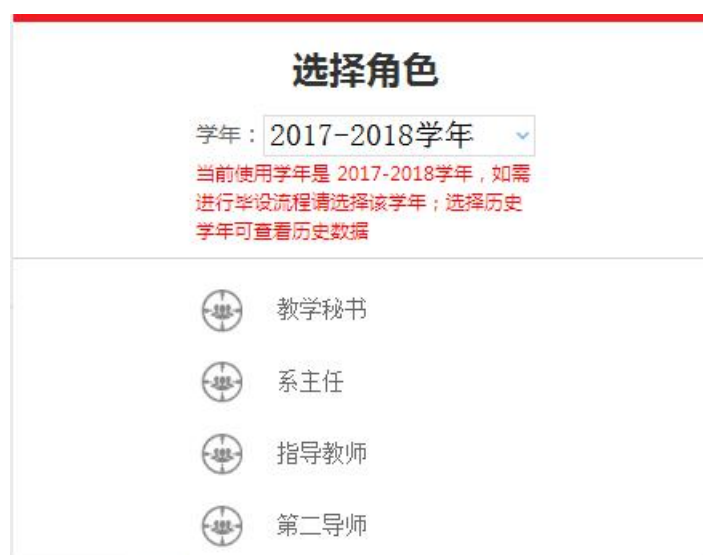 选择角色
学年：2017-2018学年
当前使用学年是 2017-2018学年，如需
进行毕设流程请选择该学年；选择历史
学年可查看历史数据
教学秘书
系主任
指导教师
第二导师